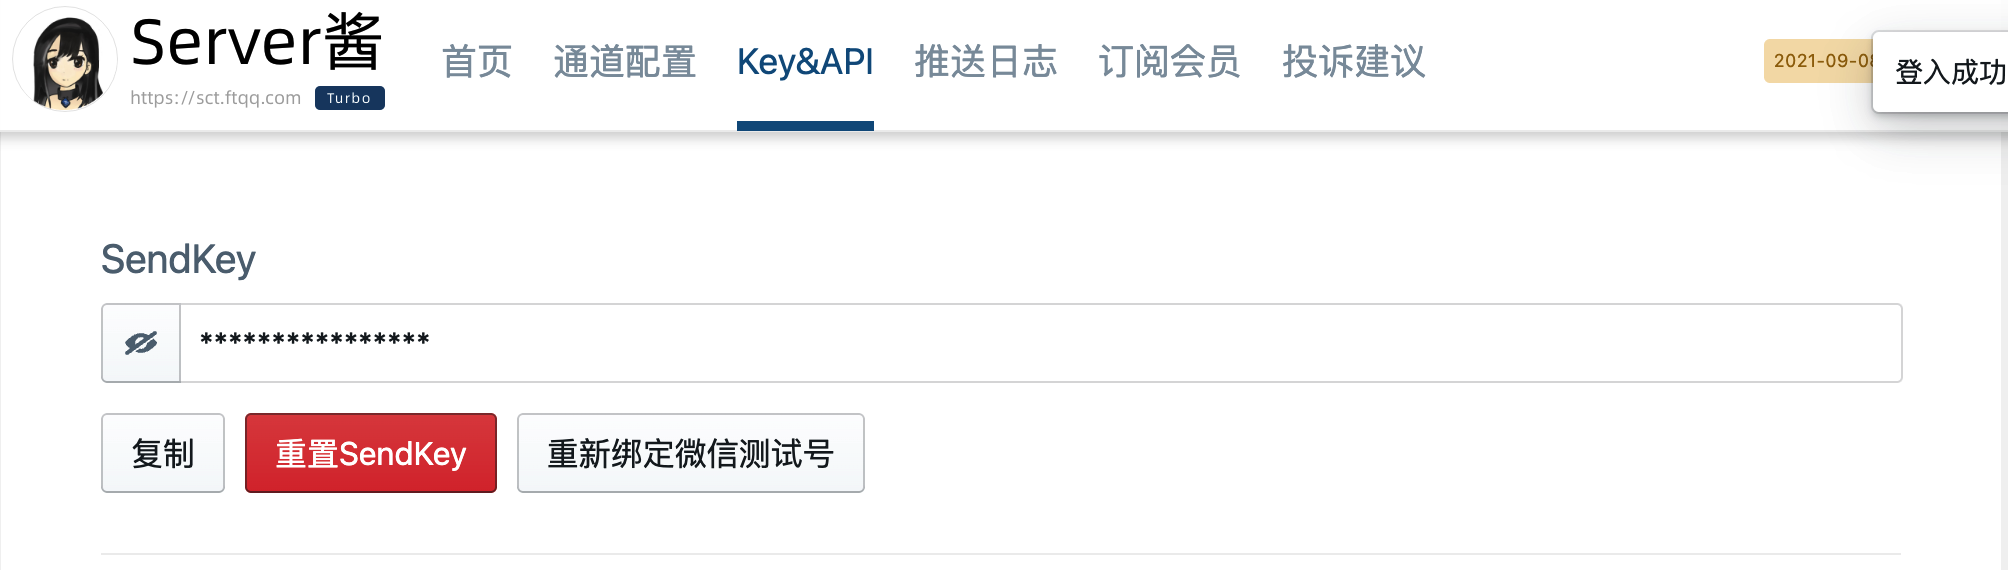 Server酱
https://sct.ftqq.com Turbo
首页 通道配置 Key&API 推送日志 订阅会员 投诉建议
2021-09-08 登入成功
SendKey
****************
复制 重置SendKey 重新绑定微信测试号